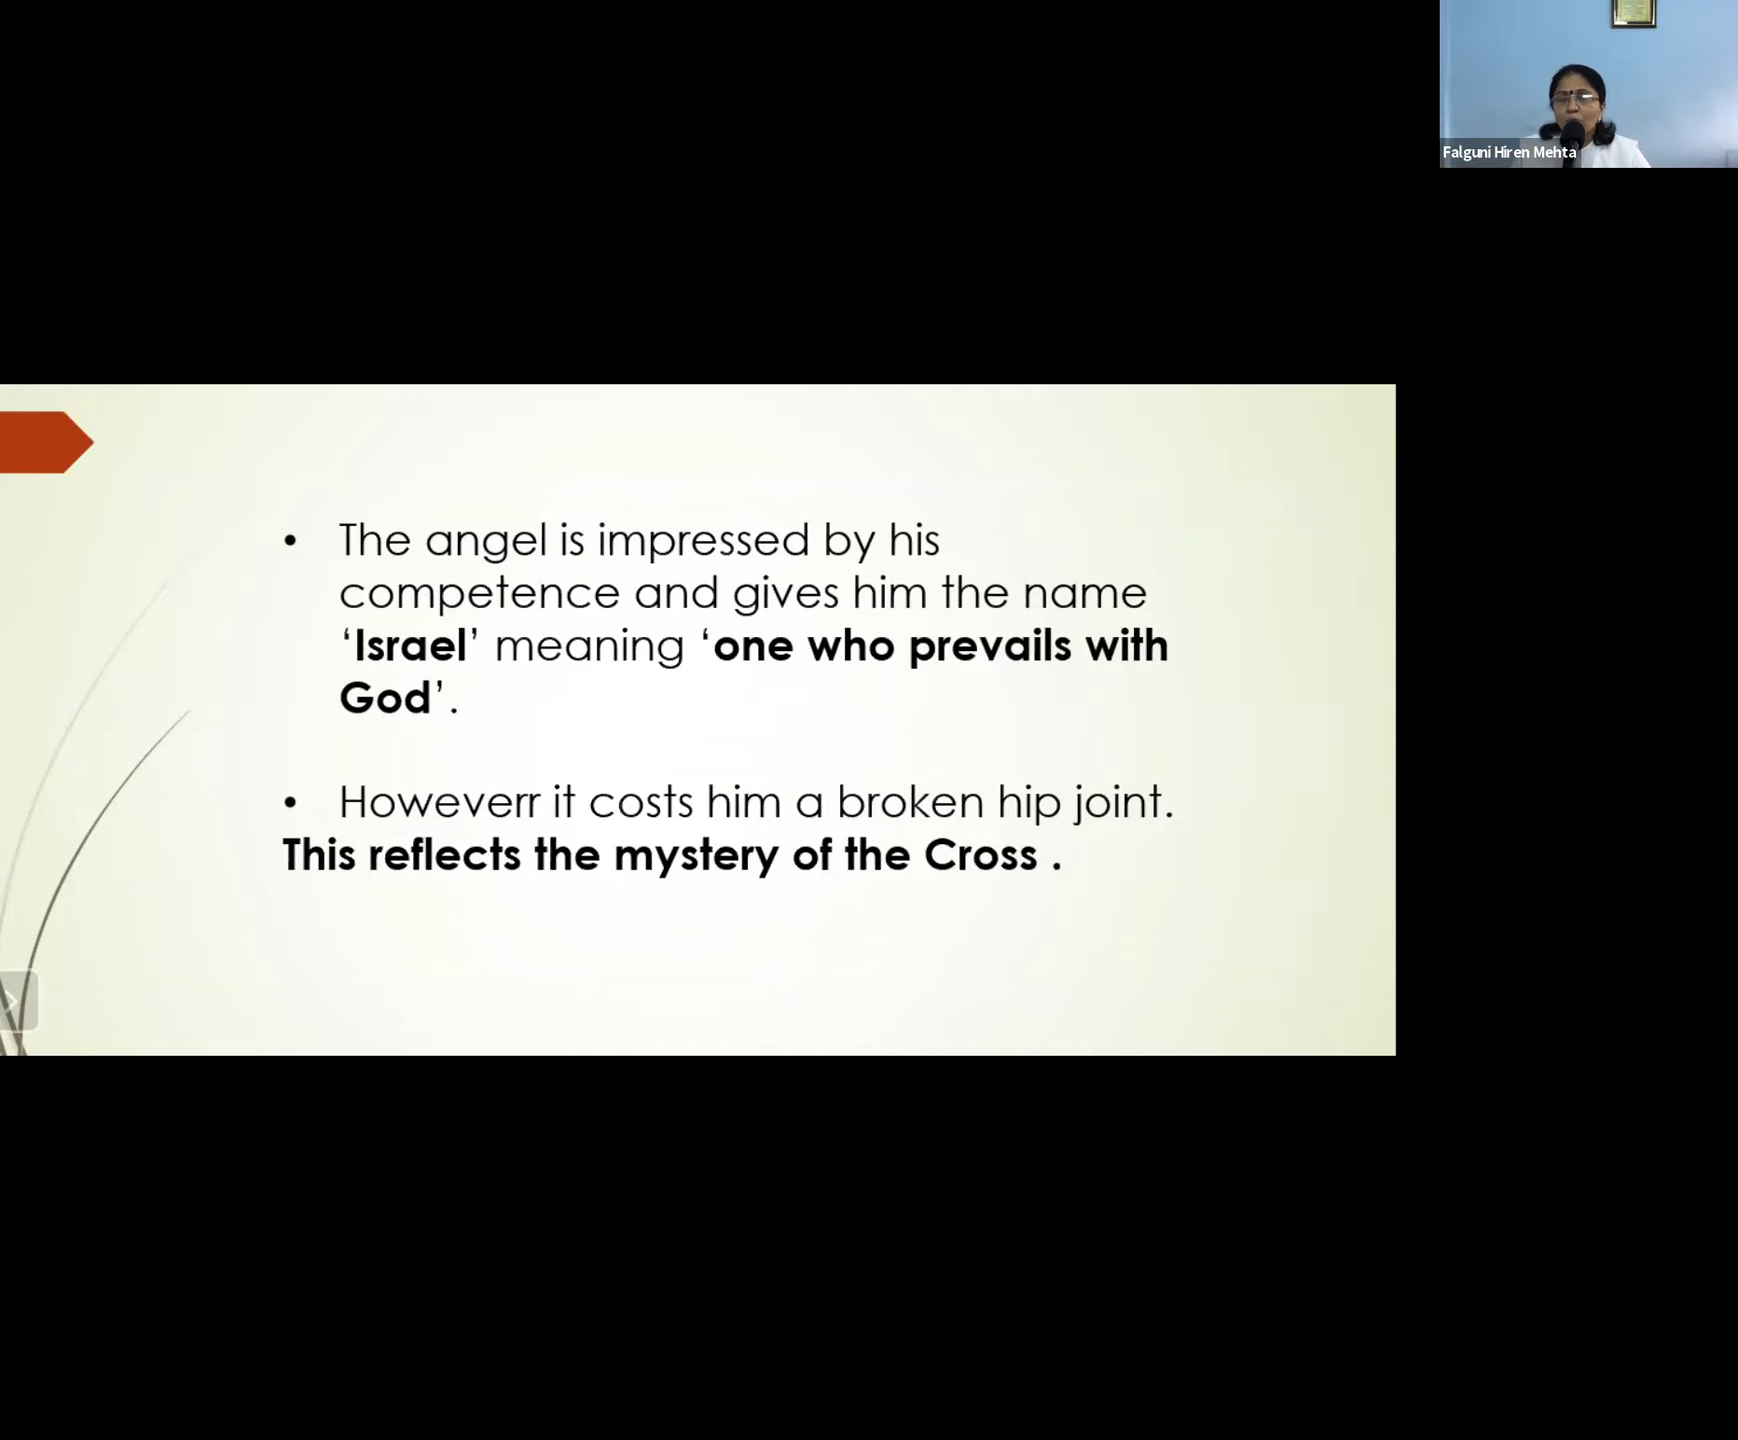 Falguni Hiren Mehta
• The angel is impressed by his
competence and gives him the name
‘Israel’ meaning ‘one who prevails with
God’.
• Howeverr it costs him a broken hip joint.
This reflects the mystery of the Cross .